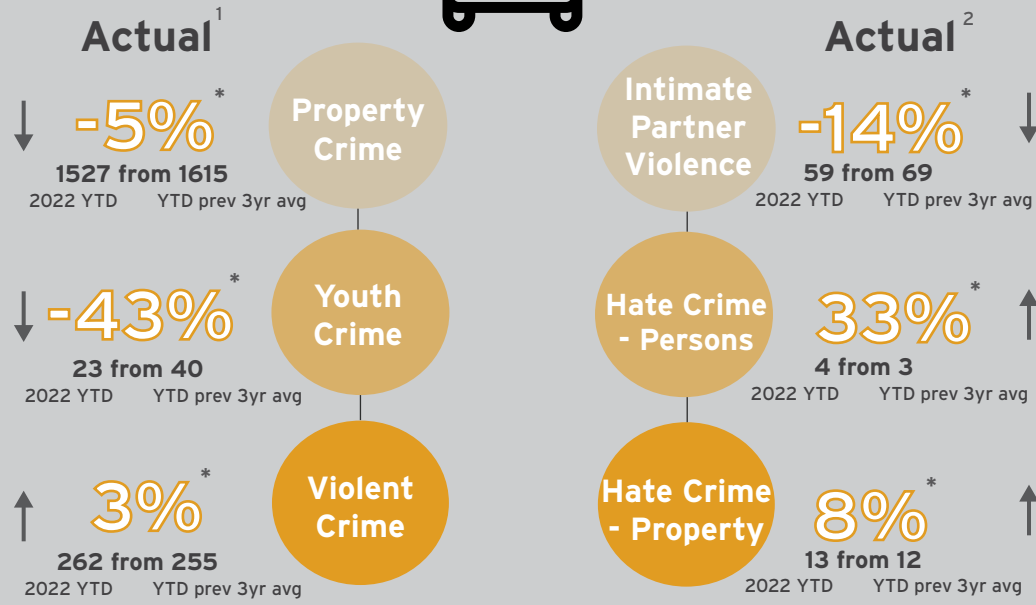 Actual 1
-5%*
1527 from 1615
2022 YTD YTD prev 3yr avg
Property
Crime
-43%*
23 from 40
2022 YTD YTD prev 3yr avg
Youth
Crime
3%*
262 from 255
2022 YTD YTD prev 3yr avg
Violent
Crime
Actual 2
Intimate
Partner
Violence
-14%*
59 from 69
2022 YTD YTD prev 3yr avg
Hate Crime
- Persons
33%*
4 from 3
2022 YTD YTD prev 3yr avg
Hate Crime
- Property
8%*
13 from 12
2022 YTD YTD prev 3yr avg